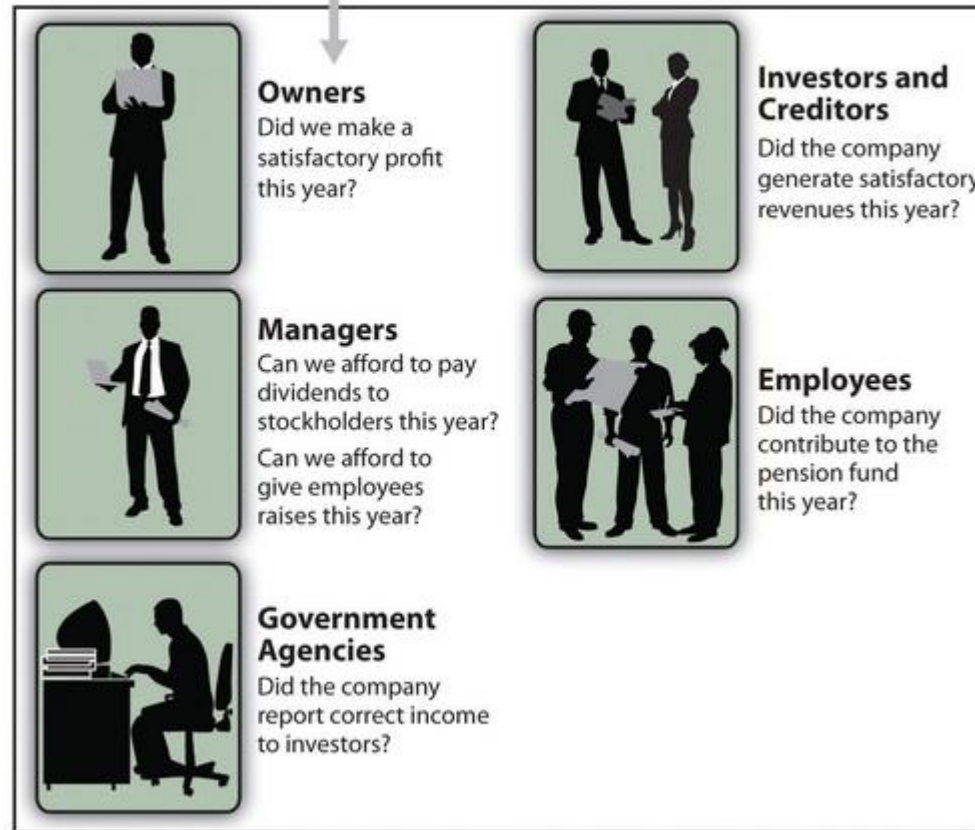 Owners
Did we make a
satisfactory profit
this year?
Investors and
Creditors
Did the company
generate satisfactory
revenues this year?
Managers
Can we afford to pay
dividends to
stockholders this year?
Can we afford to
give employees
raises this year?
Employees
Did the company
contribute to the
pension fund
this year?
Government
Agencies
Did the company
report correct income
to investors?